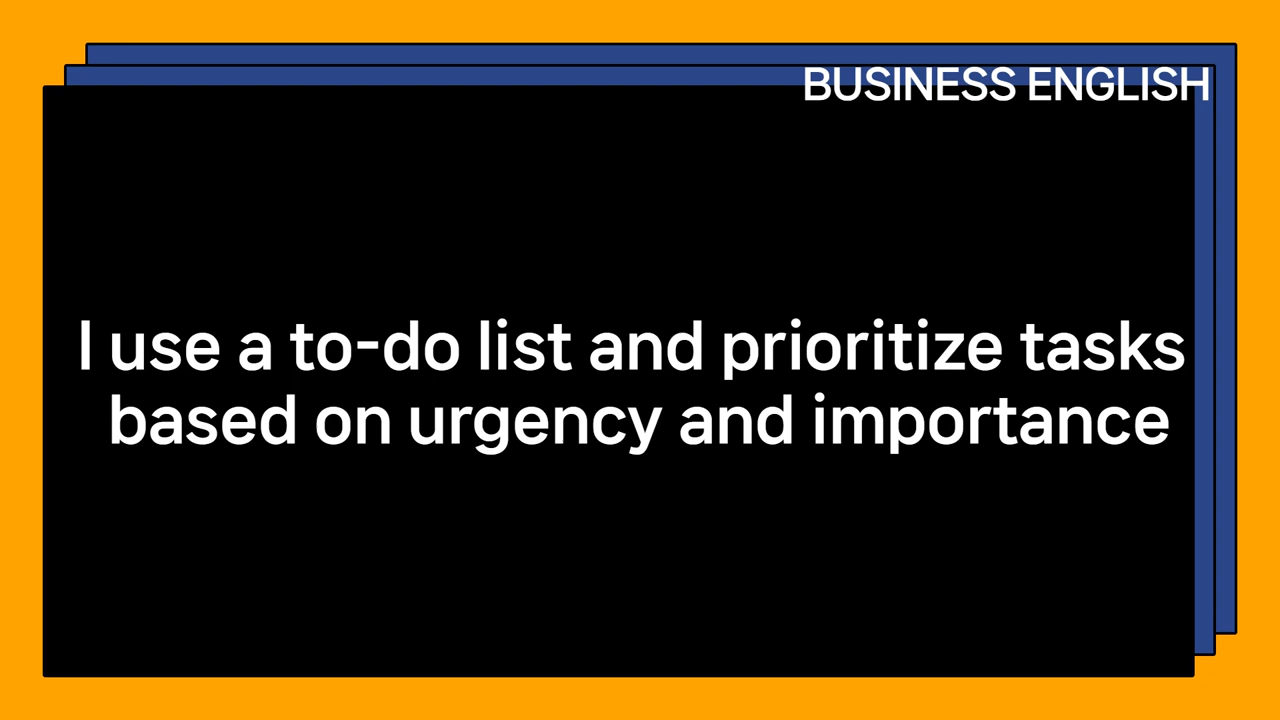 BUSINESS ENGLISH
I use a to-do list and prioritize tasks
based on urgency and importance